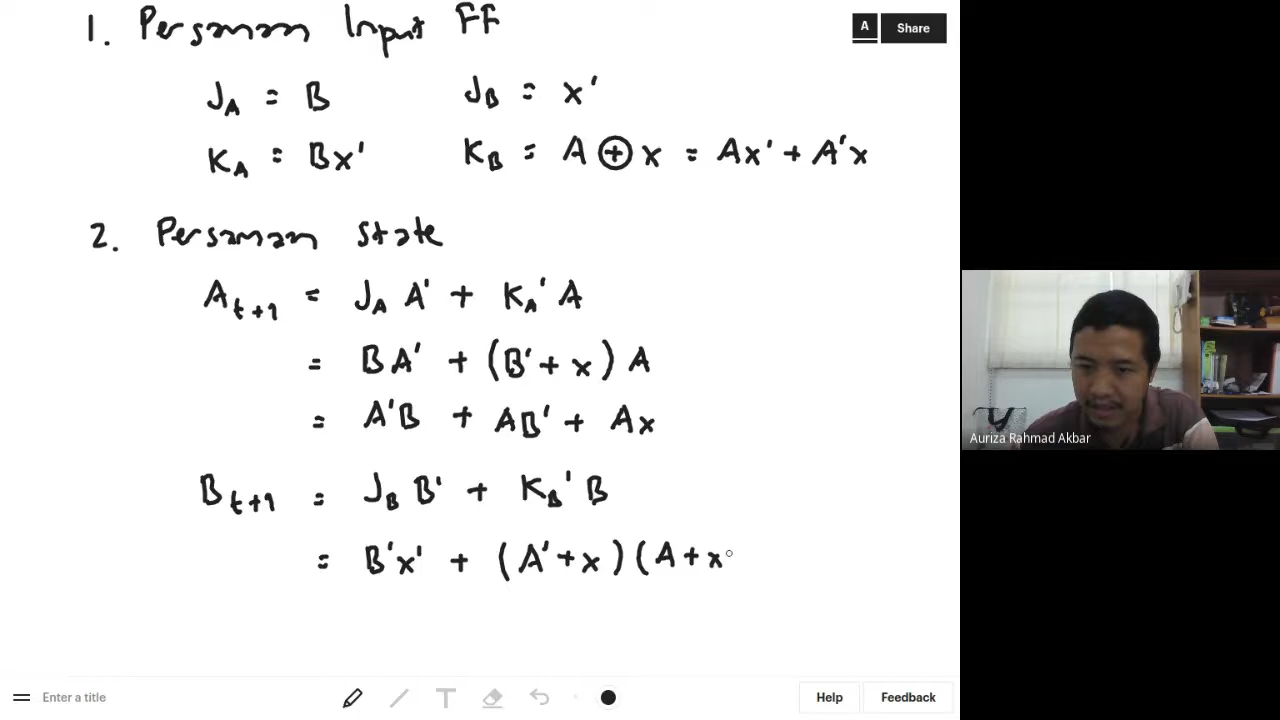 1. Persamaan Input FF
A Share
J_A = B J_B = x'
K_A = Bx' K_B = A ⊕ x = Ax' + A'x
2. Persamaan State
A_t+1 = J_A A' + K_A' A
= BA' + (B' + x) A
= A'B + AB' + Ax
B_t+1 = J_B B' + K_B' B
= B'x' + (A' + x) (A + x
Auriza Rahmad Akbar
Enter a title T Help Feedback